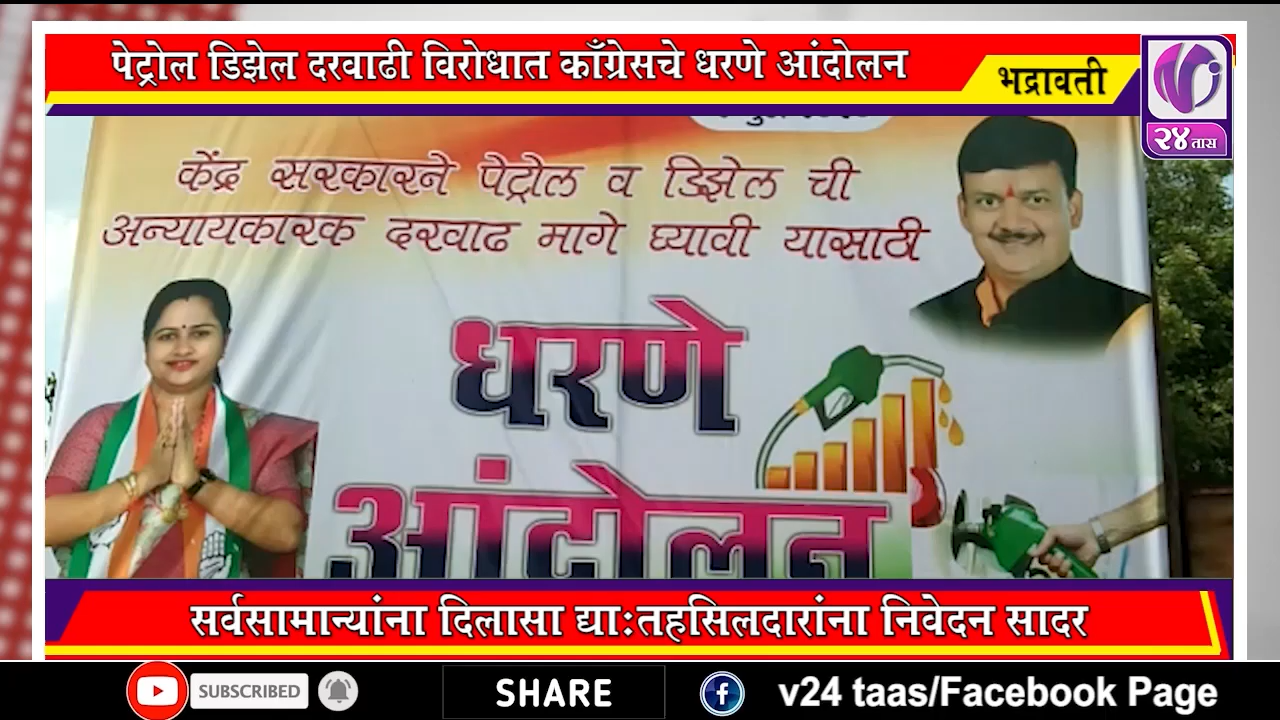 पेट्रोल डिझेल दरवाढी विरोधात काँग्रेसचे धरणे आंदोलन
भद्रावती
२४ तास
केंद्र सरकारने पेट्रोल व डिझेल ची
अन्यायकारक दरवाढ मागे घ्यावी यासाठी
धरणे
आंदोलन
सर्वसामान्यांना दिलासा द्याःतहसिलदारांना निवेदन सादर
SUBSCRIBED
SHARE
v24 taas/Facebook Page